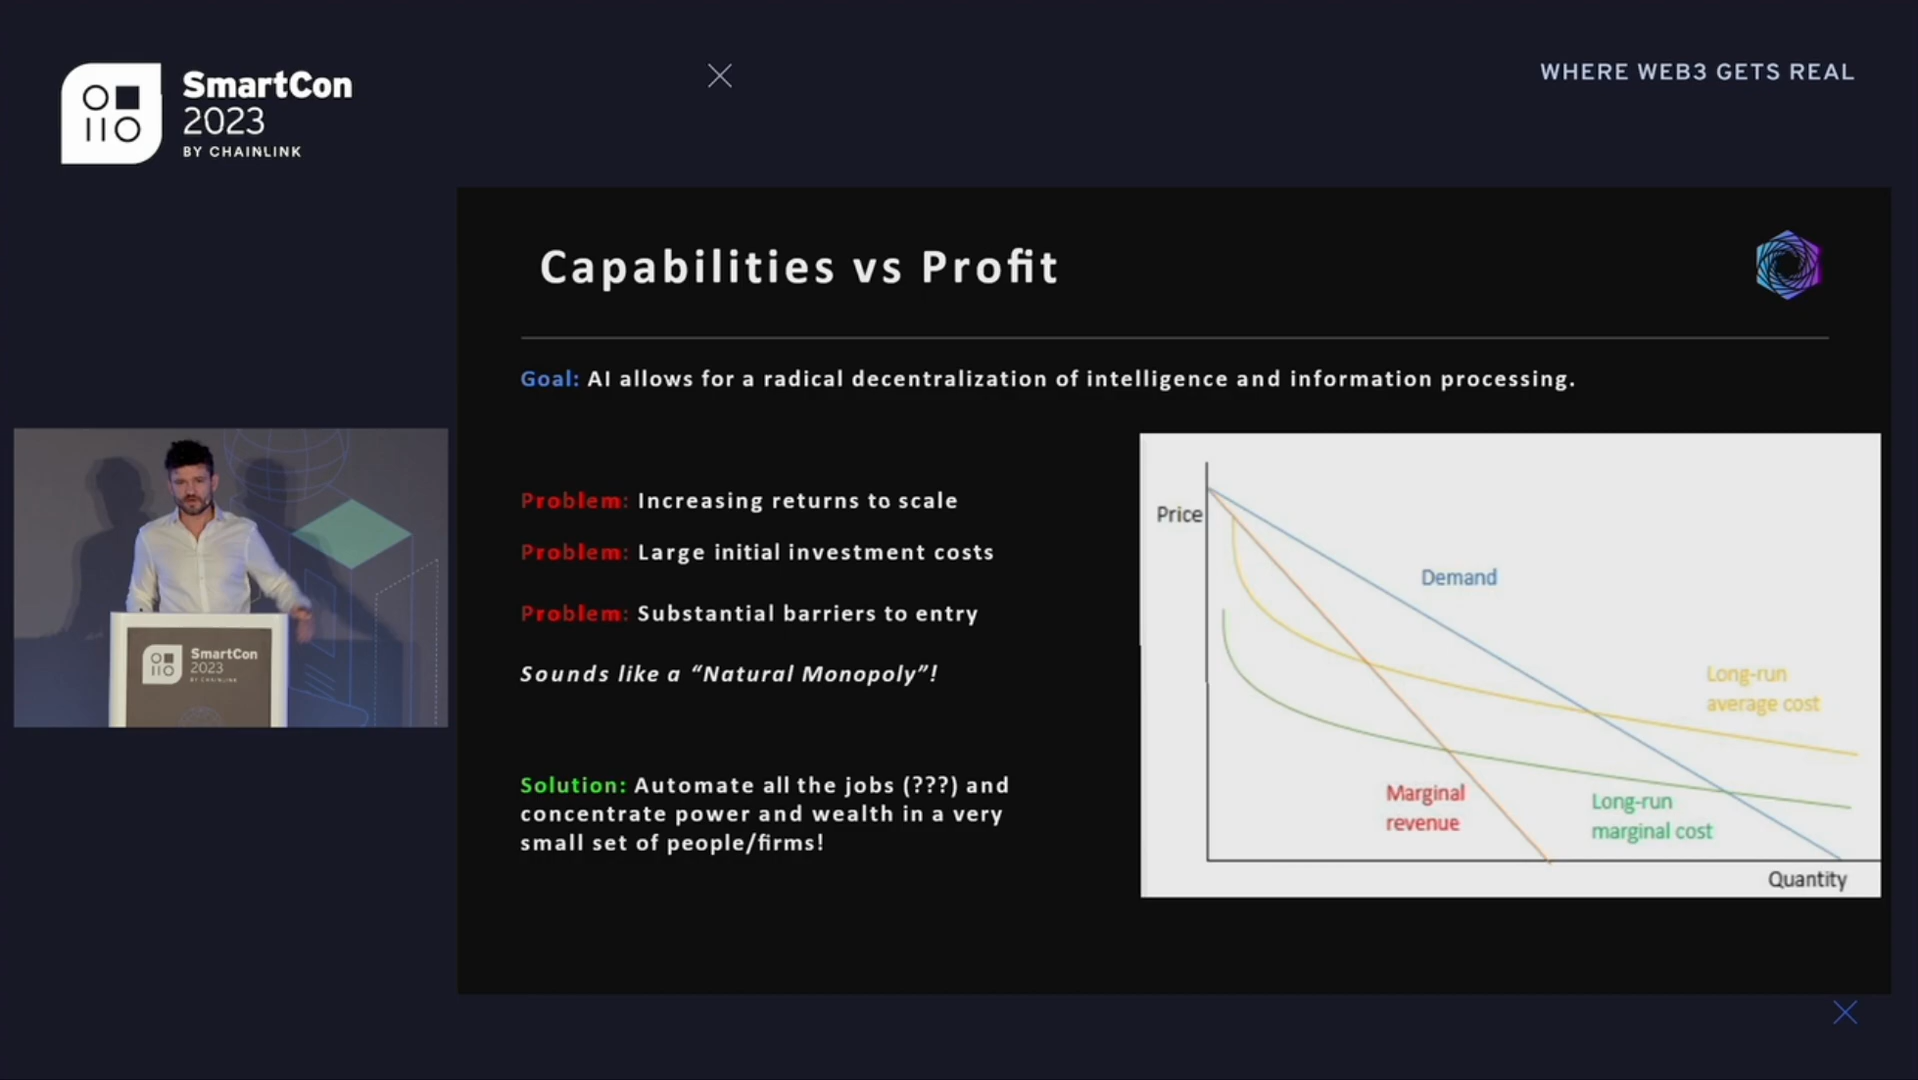 SmartCon
2023
BY CHAINLINK
WHERE WEB3 GETS REAL
Capabilities vs Profit
Goal: AI allows for a radical decentralization of intelligence and information processing.
Problem: Increasing returns to scale
Problem: Large initial investment costs
Problem: Substantial barriers to entry
Sounds like a “Natural Monopoly”!
Solution: Automate all the jobs (???) and
concentrate power and wealth in a very
small set of people/firms!
Price
Demand
Long-run
average cost
Marginal
revenue
Long-run
marginal cost
Quantity
SmartCon
2023
BY CHAINLINK